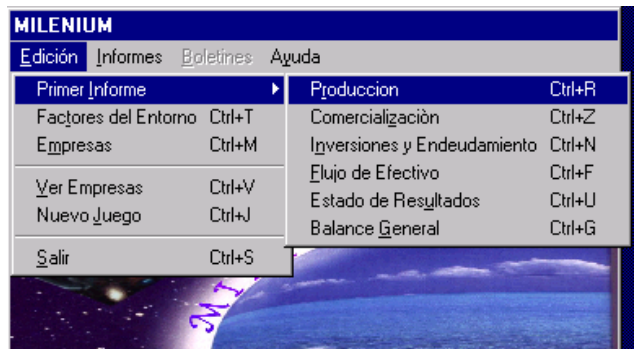 MILENIUM
Edición Informes Boletines Ayuda
Primer Informe
Factores del Entorno Ctrl+T
Empresas Ctrl+M
Ver Empresas Ctrl+V
Nuevo Juego Ctrl+J
Salir Ctrl+S
Produccion Ctrl+R
Comercializaciòn Ctrl+Z
Inversiones y Endeudamiento Ctrl+N
Flujo de Efectivo Ctrl+F
Estado de Resultados Ctrl+U
Balance General Ctrl+G
M I L